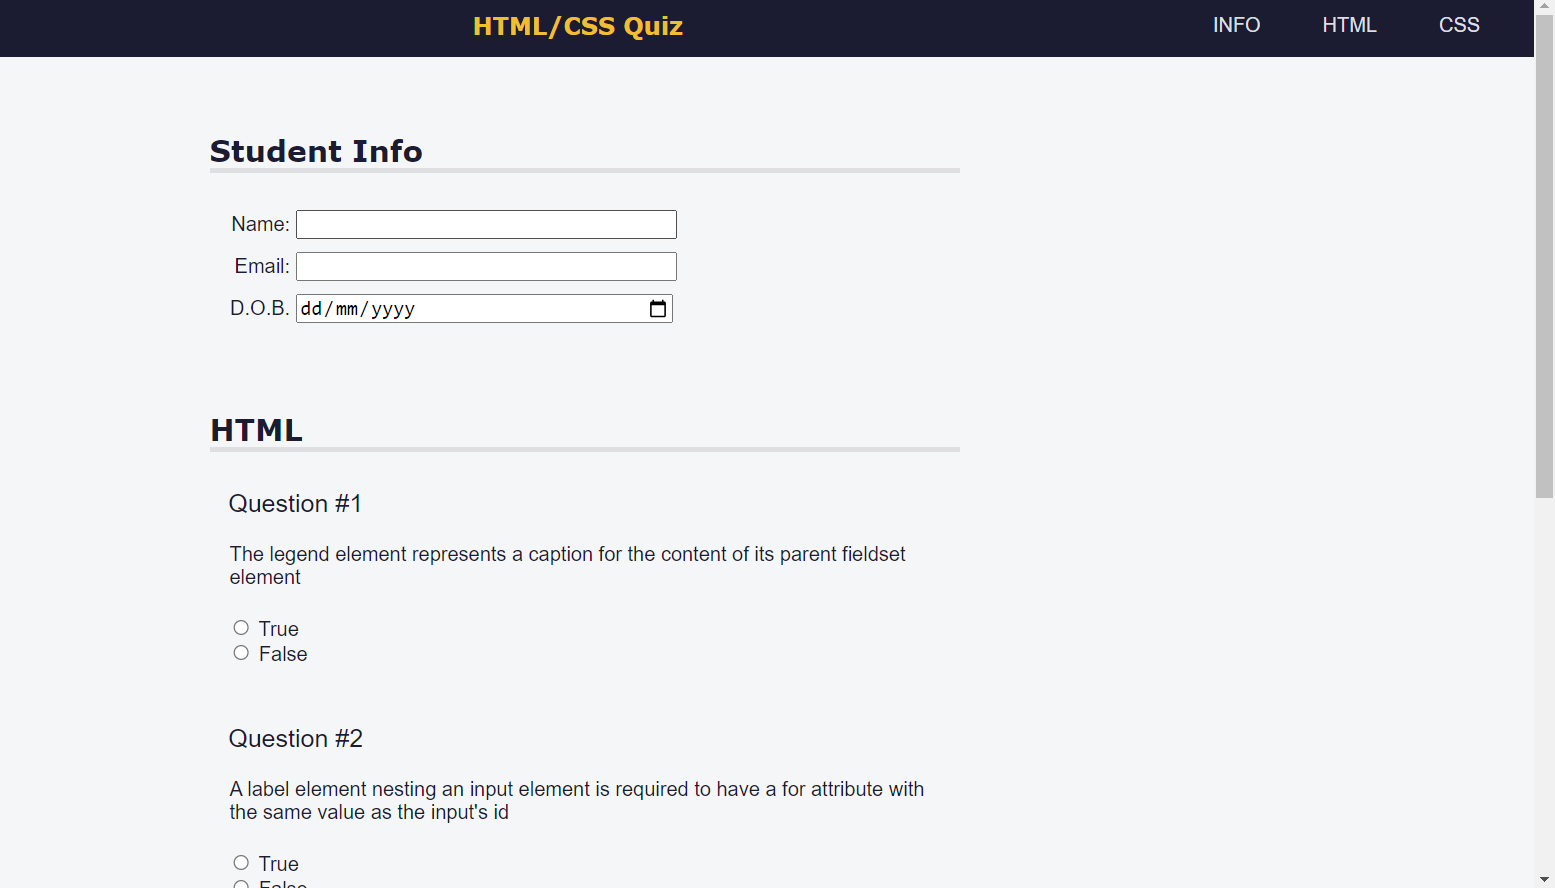 HTML/CSS Quiz
INFO
HTML
CSS
Student Info
Name:
Email:
D.O.B. dd/mm/yyyy
HTML
Question #1
The legend element represents a caption for the content of its parent fieldset
element
True
False
Question #2
A label element nesting an input element is required to have a for attribute with
the same value as the input's id
True
False